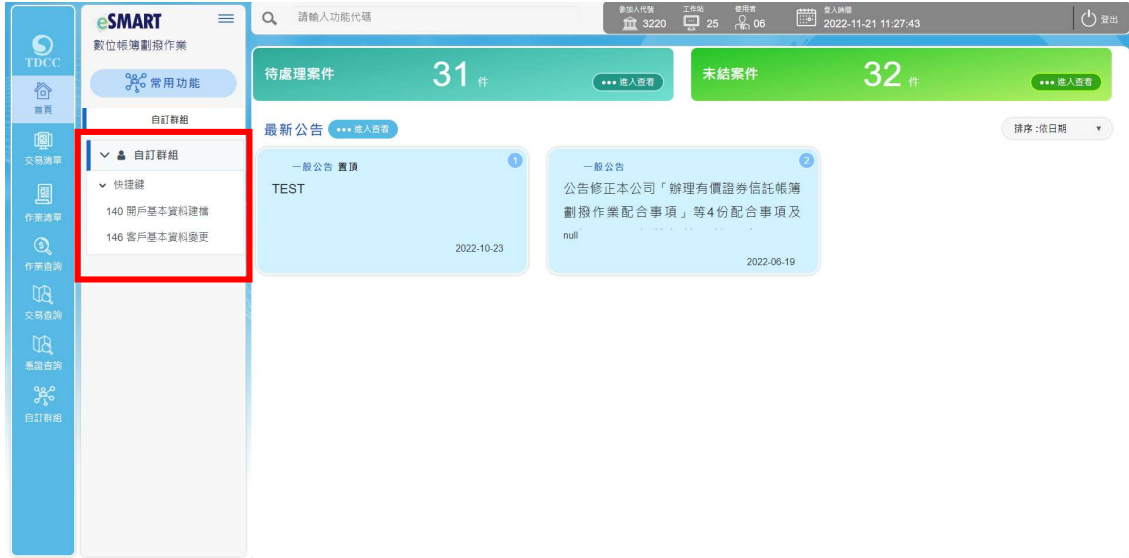 TDCC
首頁
交易清單
作業清單
作業查詢
交易查詢
憑證查詢
自訂群組
eSMART
數位帳簿劃撥作業
常用功能
自訂群組
自訂群組
快捷鍵
140 開戶基本資料建檔
146 客戶基本資料變更
請輸入功能代碼
參加人代號 3220
工作站 25
使用者 06
登入時間 2022-11-21 11:27:43
登出
待處理案件 31 件 ••• 進入查看
未結案件 32 件 ••• 進入查看
最新公告 ••• 進入查看
排序 :依日期
一般公告 置頂 1
TEST
2022-10-23
一般公告 2
公告修正本公司「辦理有價證券信託帳簿
劃撥作業配合事項」等4份配合事項及
null
2022-06-19